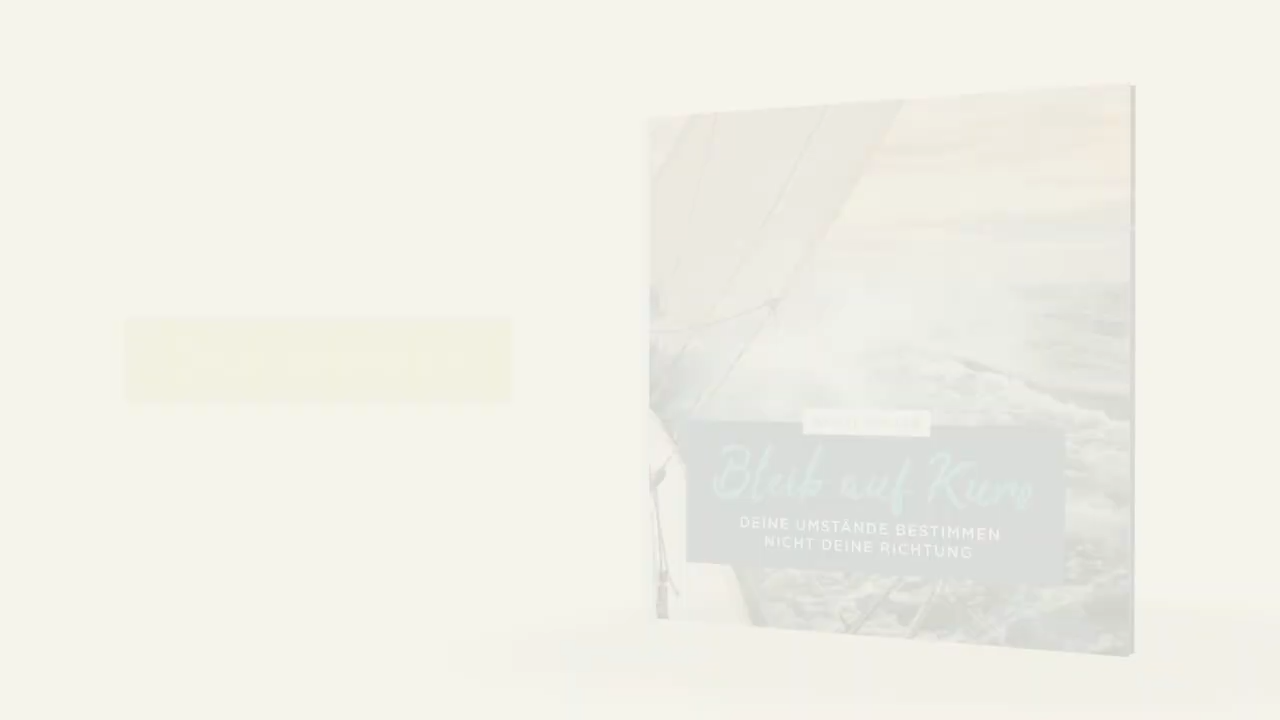 Bleib auf Kurs
DEINE UMSTÄNDE BESTIMMEN
NICHT DEINE RICHTUNG